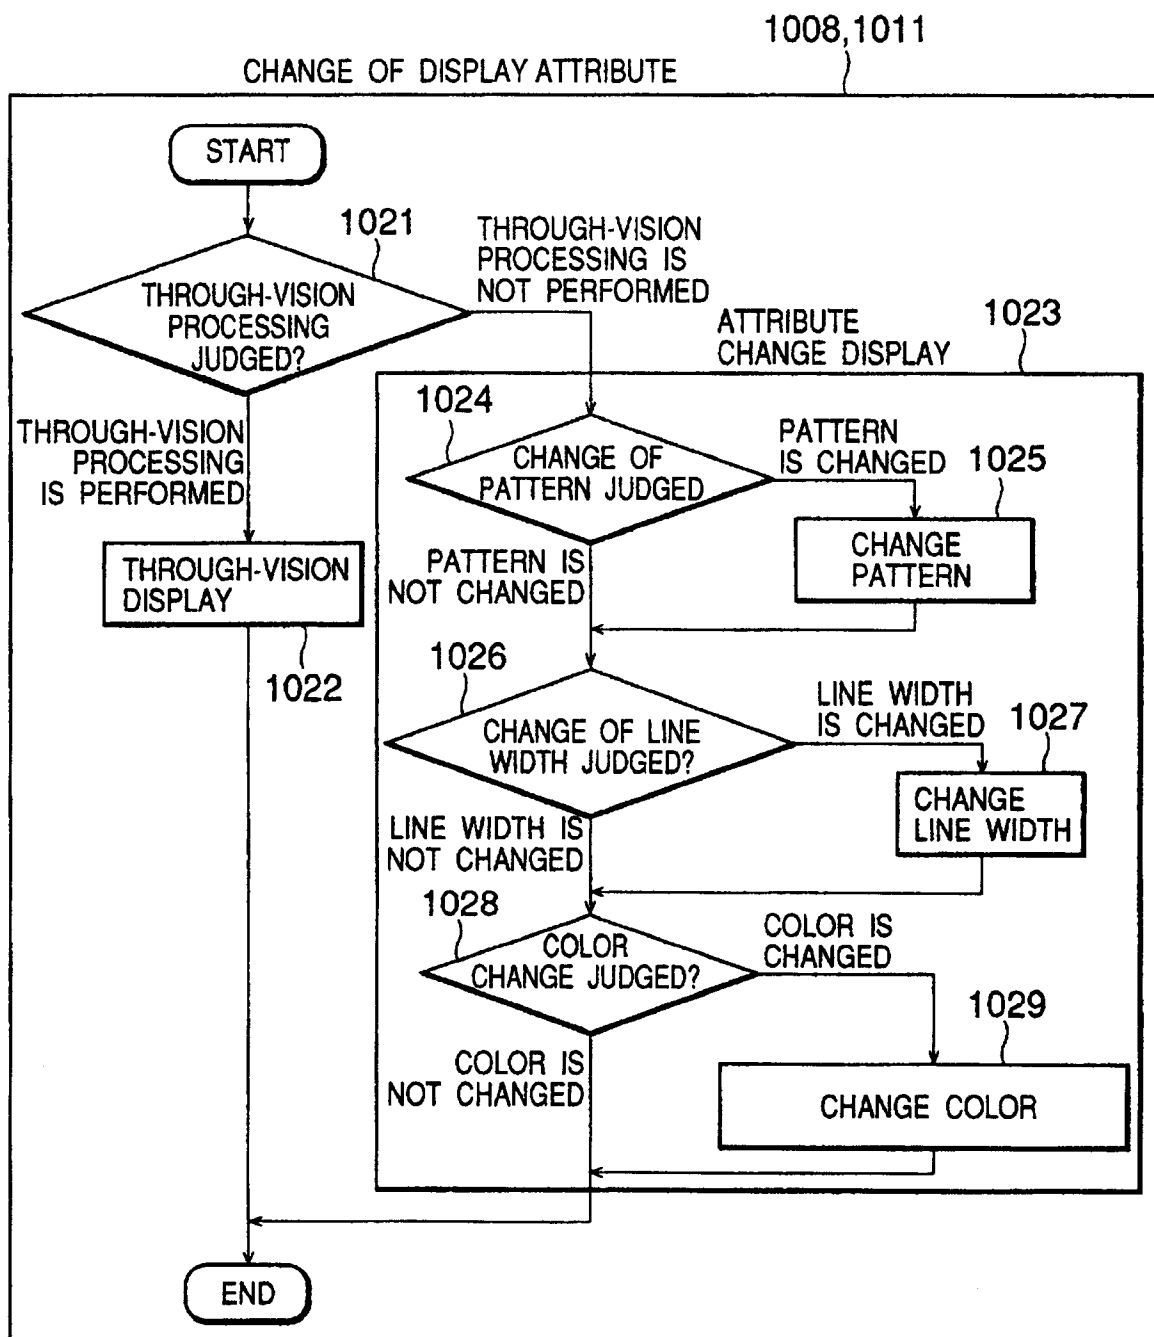 1008,1011
CHANGE OF DISPLAY ATTRIBUTE
START
1021
THROUGH-VISION
PROCESSING
JUDGED?
THROUGH-VISION
PROCESSING IS
NOT PERFORMED
THROUGH-VISION
PROCESSING
IS PERFORMED
THROUGH-VISION
DISPLAY
1022
ATTRIBUTE
CHANGE DISPLAY
1023
1024
CHANGE OF
PATTERN JUDGED
PATTERN
IS CHANGED
1025
CHANGE
PATTERN
PATTERN IS
NOT CHANGED
1026
CHANGE OF LINE
WIDTH JUDGED?
LINE WIDTH
IS CHANGED
1027
CHANGE
LINE WIDTH
LINE WIDTH IS
NOT CHANGED
1028
COLOR
CHANGE JUDGED?
COLOR IS
CHANGED
1029
CHANGE COLOR
COLOR IS
NOT CHANGED
END